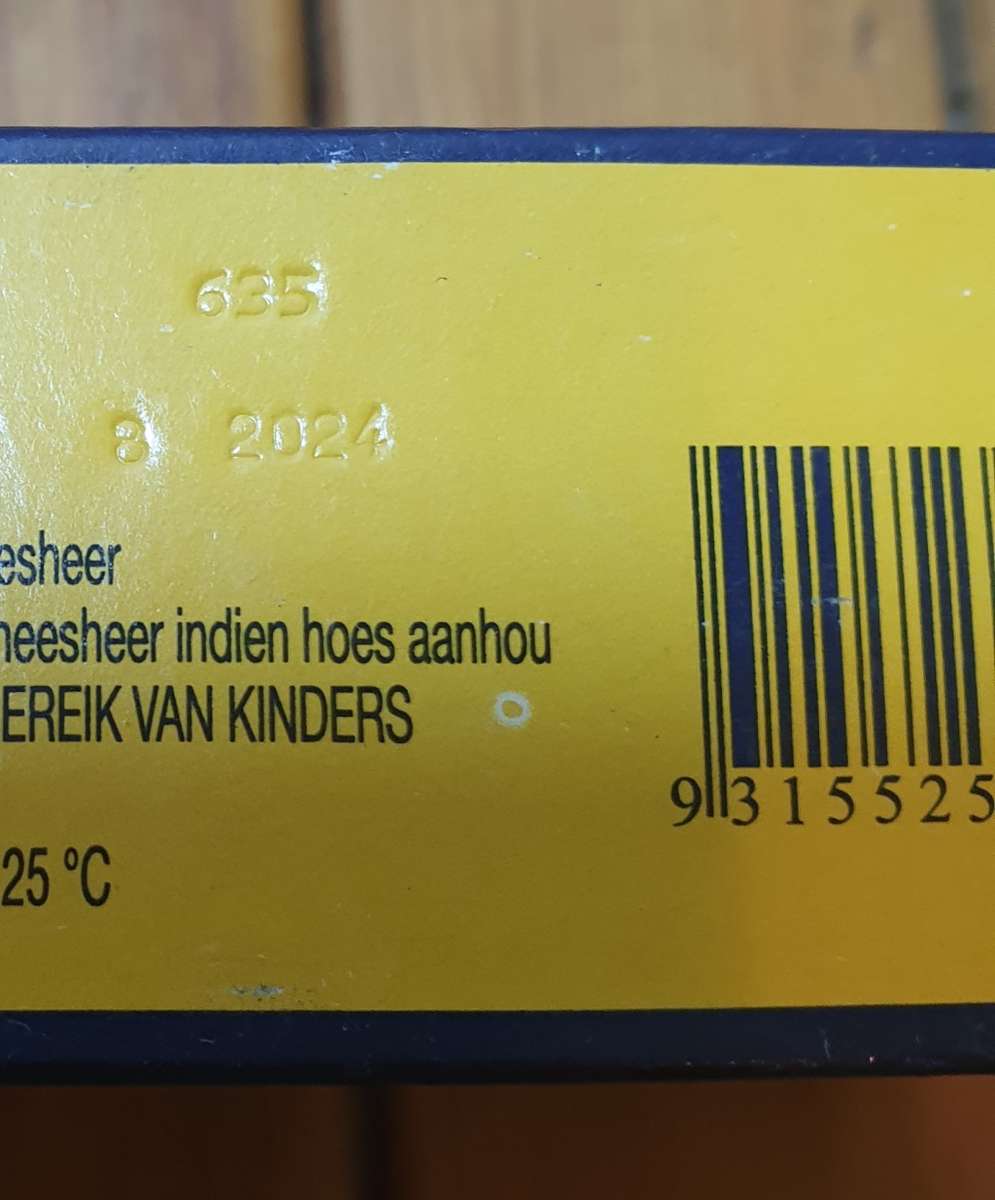 635
8 2024
esheer
neesheer indien hoes aanhou
EREIK VAN KINDERS
25 °C
9 315525